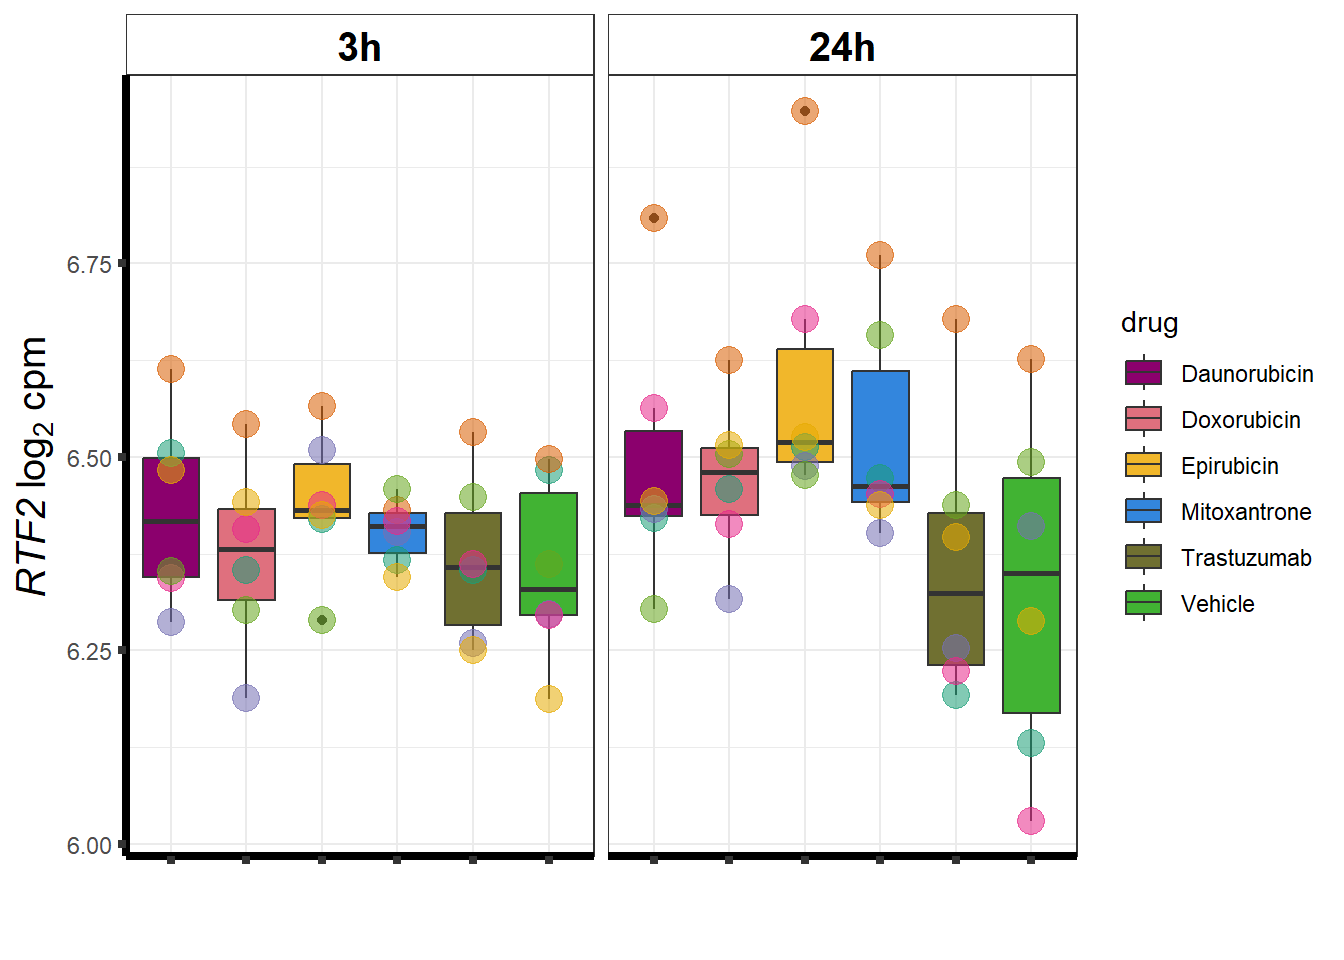 3h
24h
RTF2 log₂ cpm
6.75
6.50
6.25
6.00
drug
Daunorubicin
Doxorubicin
Epirubicin
Mitoxantrone
Trastuzumab
Vehicle